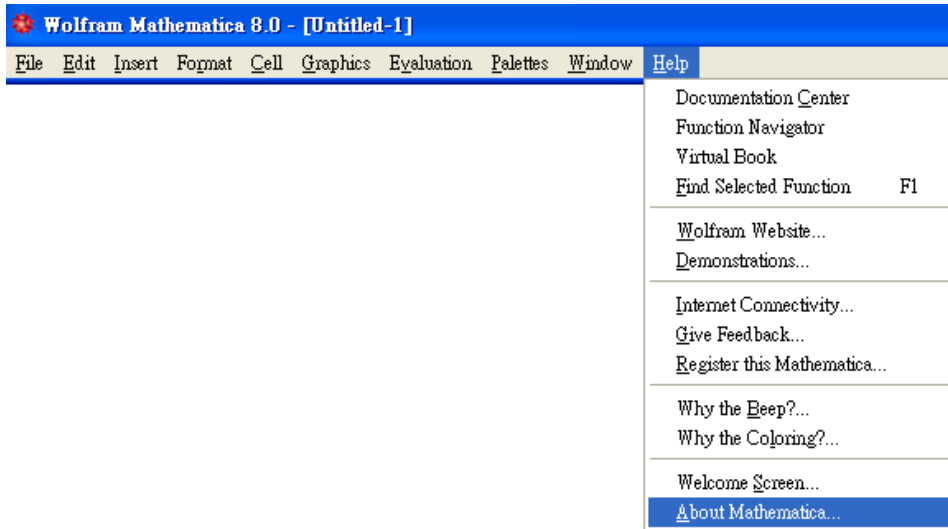 Wolfram Mathematica 8.0 - [Untitled-1]
File Edit Insert Format Cell Graphics Evaluation Palettes Window Help
Documentation Center
Function Navigator
Virtual Book
Find Selected Function F1
Wolfram Website...
Demonstrations...
Internet Connectivity...
Give Feedback...
Register this Mathematica...
Why the Beep?...
Why the Coloring?...
Welcome Screen...
About Mathematica...